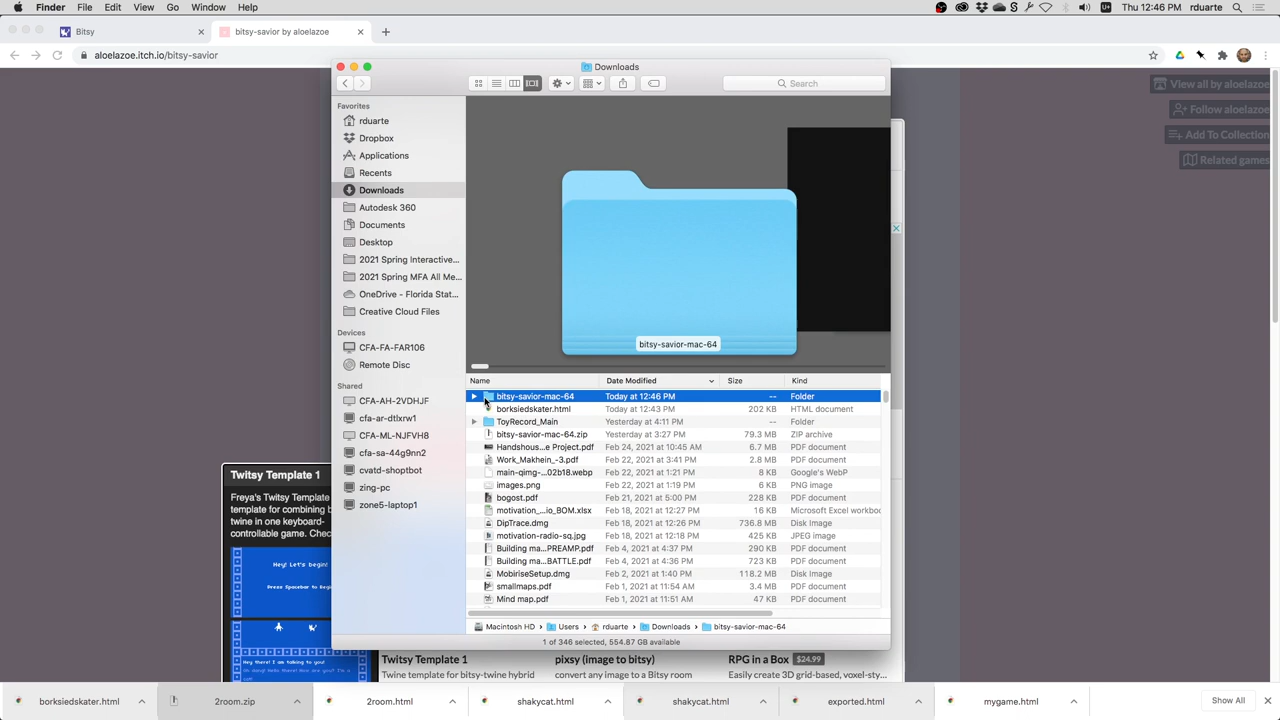 Finder File Edit View Go Window Help
Thu 12:46 PM rduarte
Bitsy
bitsy-savior by aloelazoe
aloelazoe.itch.io/bitsy-savior
View all by aloelazoe
Follow aloelazoe
Add To Collection
Related games
Downloads
Search
Favorites
rduarte
Dropbox
Applications
Recents
Downloads
Autodesk 360
Documents
Desktop
2021 Spring Interactive...
2021 Spring MFA All Me...
OneDrive - Florida Stat...
Creative Cloud Files
Devices
CFA-FA-FAR106
Remote Disc
Shared
CFA-AH-2VDHJF
cfa-ar-dtlxrw1
CFA-ML-NJFVH8
cfa-sa-44g9nn2
cvatd-shoptbot
zing-pc
zone5-laptop1
bitsy-savior-mac-64
Name Date Modified Size Kind
bitsy-savior-mac-64 Today at 12:46 PM -- Folder
borksiedskater.html Today at 12:43 PM 202 KB HTML document
ToyRecord_Main Yesterday at 4:11 PM -- Folder
bitsy-savior-mac-64.zip Yesterday at 3:27 PM 79.3 MB ZIP archive
Handshous...e Project.pdf Feb 24, 2021 at 10:45 AM 6.7 MB PDF document
Work_Makhein_-3.pdf Feb 22, 2021 at 3:41 PM 2.8 MB PDF document
main-qimg-...02b18.webp Feb 22, 2021 at 1:21 PM 8 KB Google's WebP
images.png Feb 22, 2021 at 1:19 PM 6 KB PNG image
bogost.pdf Feb 21, 2021 at 5:00 PM 228 KB PDF document
motivation_...io_BOM.xlsx Feb 18, 2021 at 12:27 PM 16 KB Microsoft Excel workboo
DipTrace.dmg Feb 18, 2021 at 12:26 PM 736.8 MB Disk Image
motivation-radio-sq.jpg Feb 18, 2021 at 12:18 PM 425 KB JPEG image
Building ma...PREAMP.pdf Feb 4, 2021 at 4:37 PM 290 KB PDF document
Building ma...BATTLE.pdf Feb 4, 2021 at 4:36 PM 723 KB PDF document
MobiriseSetup.dmg Feb 2, 2021 at 1:40 PM 118.2 MB Disk Image
smallmaps.pdf Feb 1, 2021 at 11:54 AM 3.4 MB PDF document
Mind map.pdf Feb 1, 2021 at 11:51 AM 47 KB PDF document
Macintosh HD Users rduarte Downloads bitsy-savior-mac-64
1 of 346 selected, 554.87 GB available
Twitsy Template 1
Freya's Twitsy Template
template for combining b
twine in one keyboard-
controllable game. Chec
Hey! Let's begin!
Press Spacebar to Begi
Hey there! I am talking to you!
Twitsy Template 1
Twine template for bitsy-twine hybrid
pixsy (image to bitsy)
convert any image to a Bitsy room
RPG in a Box $24.99
Easily create 3D grid-based, voxel-sty...
borksiedskater.html 2room.zip 2room.html shakycat.html shakycat.html exported.html mygame.html Show All